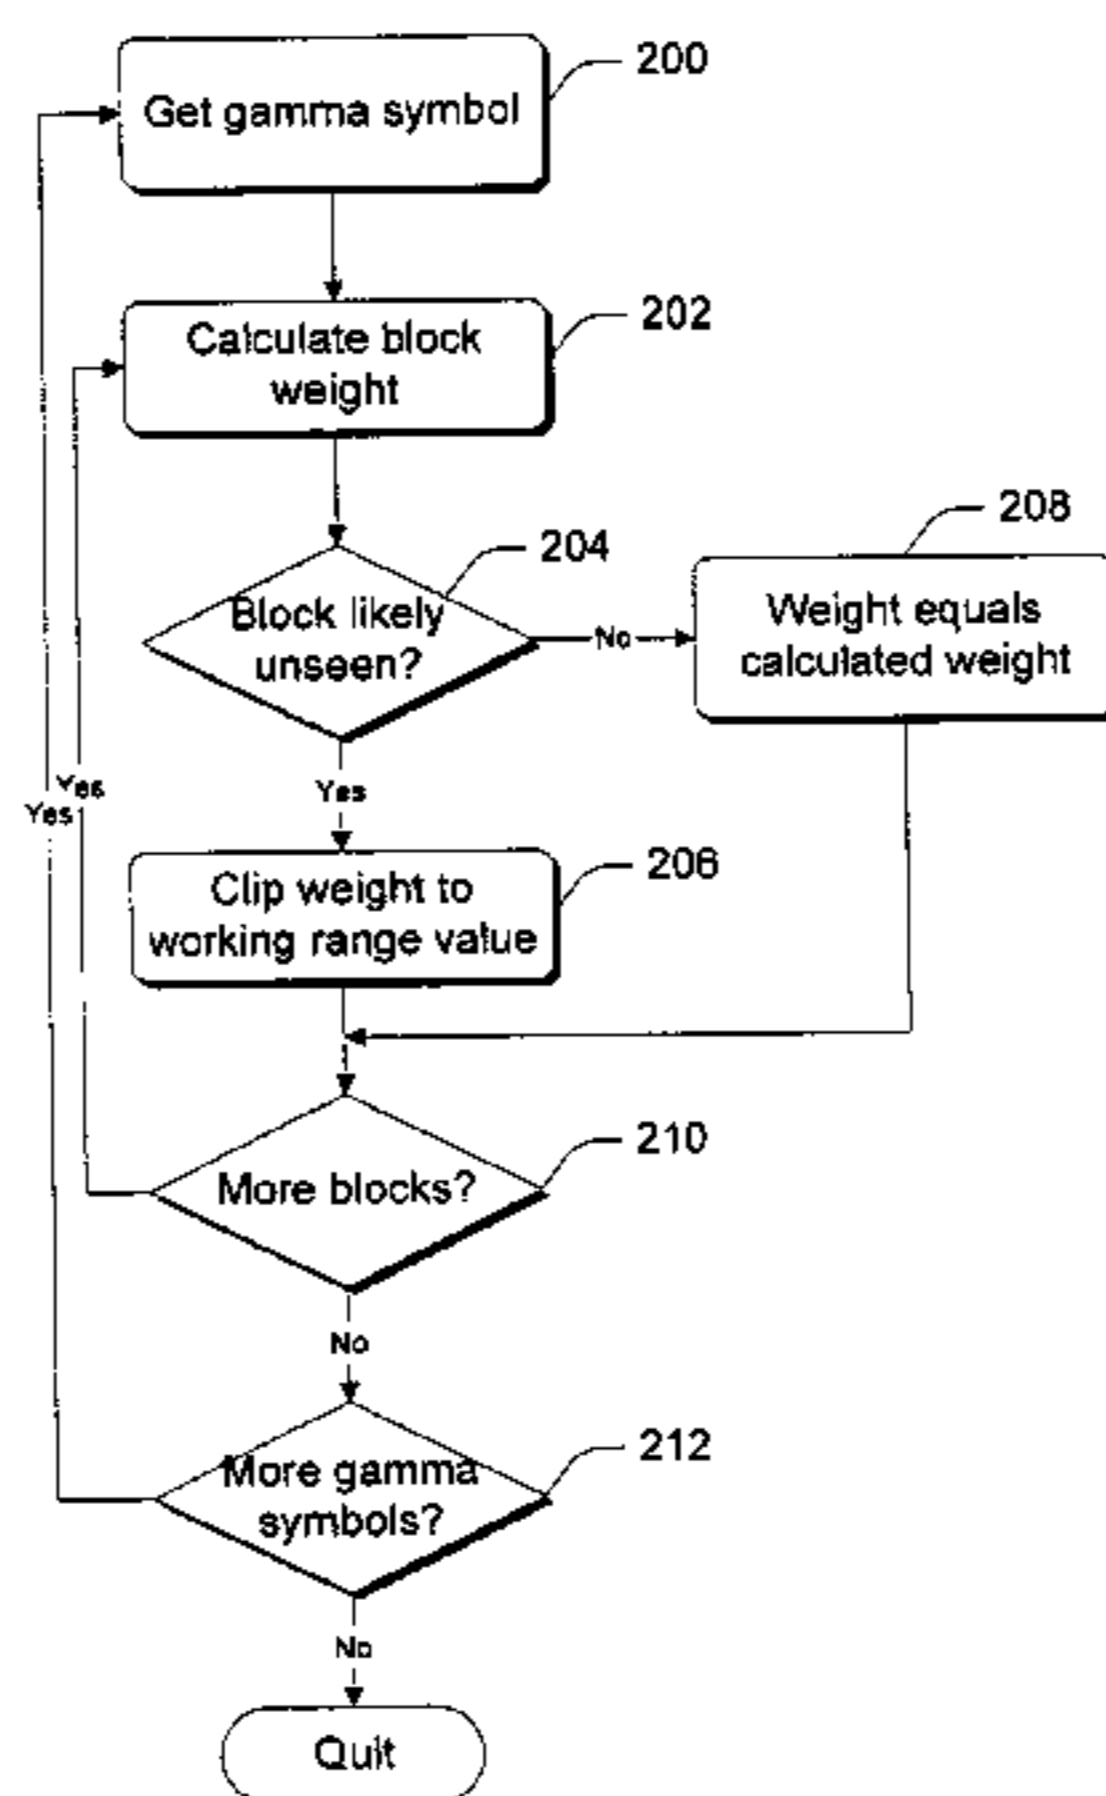 Get gamma symbol
200
Calculate block
weight
202
Block likely
unseen?
204
No
Weight equals
calculated weight
208
Yes
Yes
Yes
Clip weight to
working range value
206
More blocks?
210
No
More gamma
symbols?
212
No
Quit